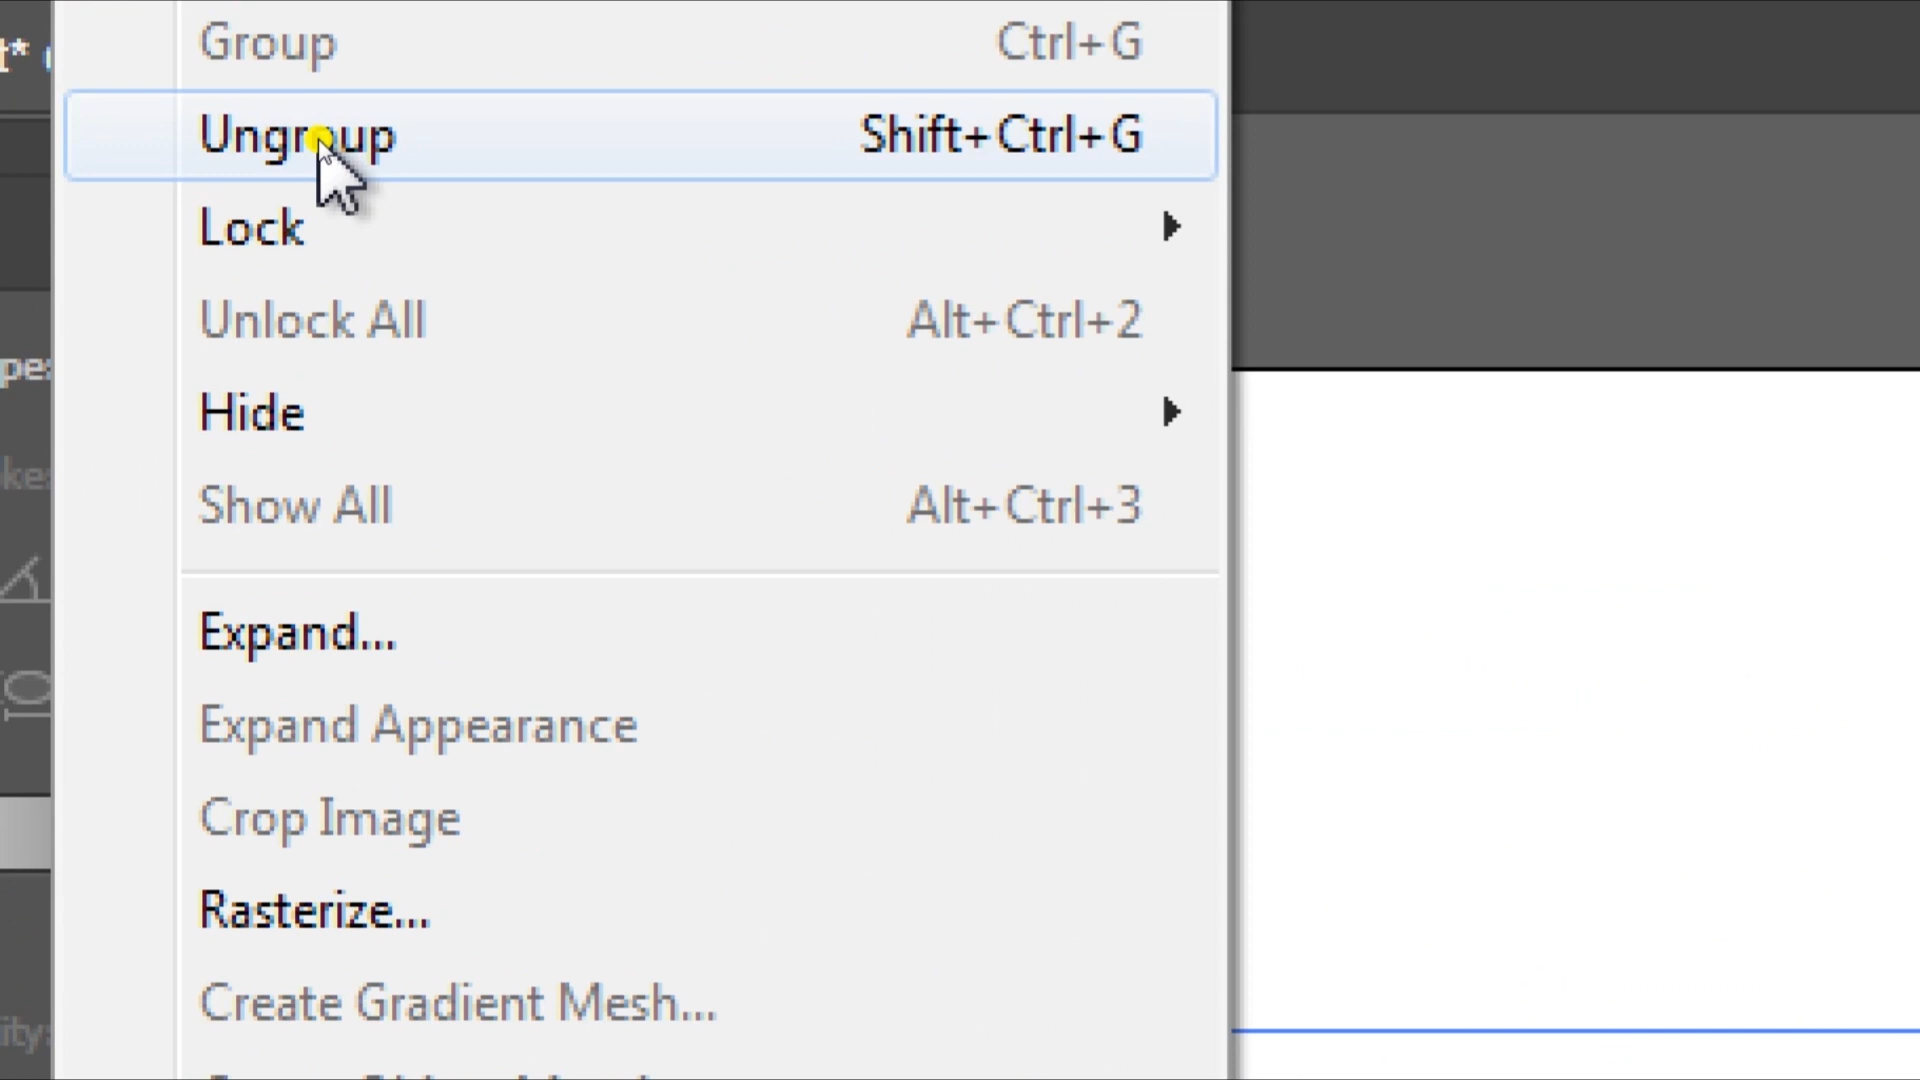 Group Ctrl+G
Ungroup Shift+Ctrl+G
Lock
Unlock All Alt+Ctrl+2
Hide
Show All Alt+Ctrl+3
Expand...
Expand Appearance
Crop Image
Rasterize...
Create Gradient Mesh...